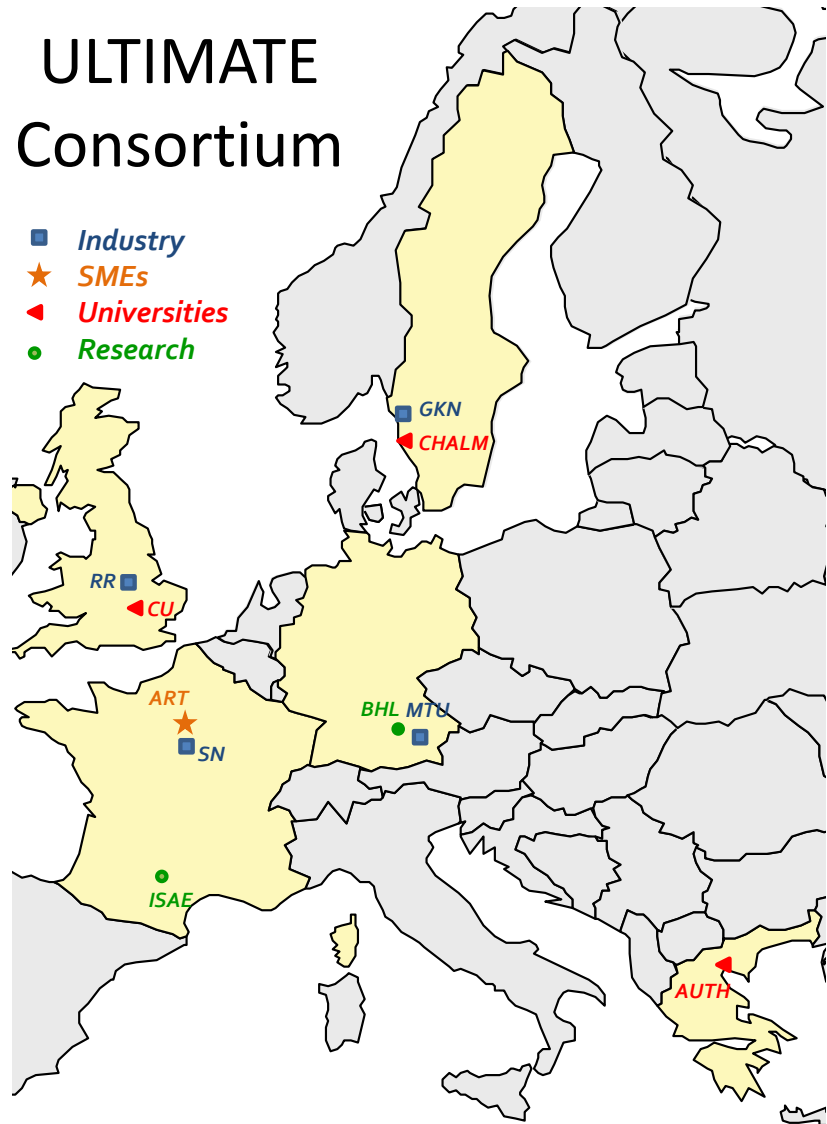 ULTIMATE
Consortium
Industry
SMEs
Universities
Research
GKN
CHALM
RR
CU
ART
SN
BHL MTU
ISAE
AUTH